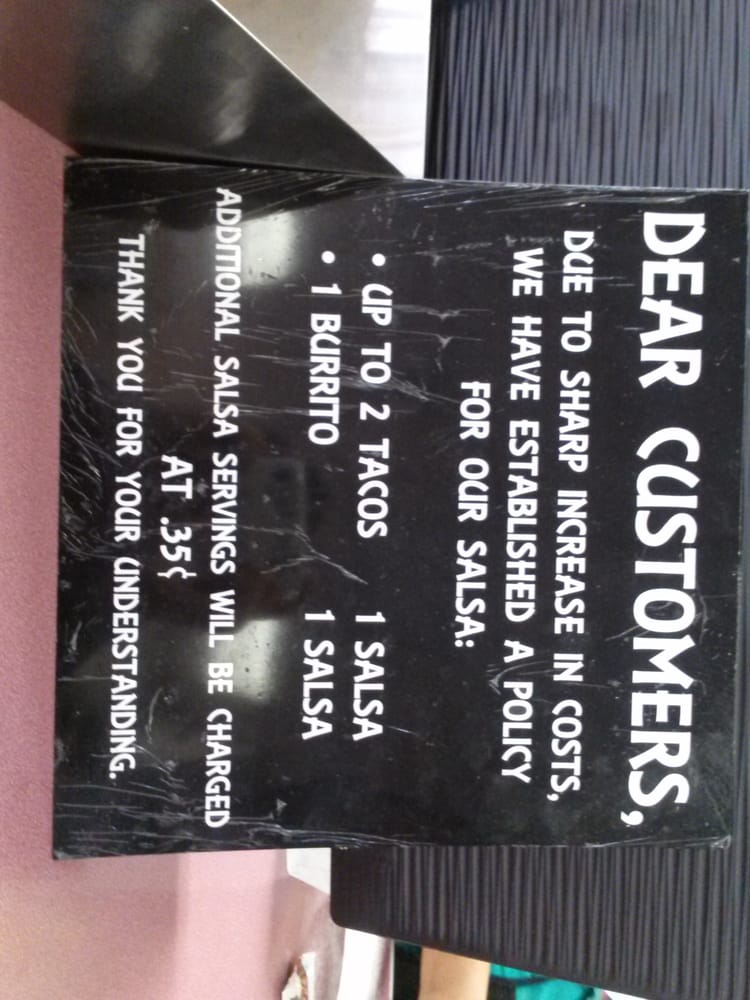 DEAR CUSTOMERS,
DUE TO SHARP INCREASE IN COSTS,
WE HAVE ESTABLISHED A POLICY
FOR OUR SALSA:
• UP TO 2 TACOS 1 SALSA
• 1 BURRITO 1 SALSA
ADDITIONAL SALSA SERVINGS WILL BE CHARGED
AT .35¢
THANK YOU FOR YOUR UNDERSTANDING.